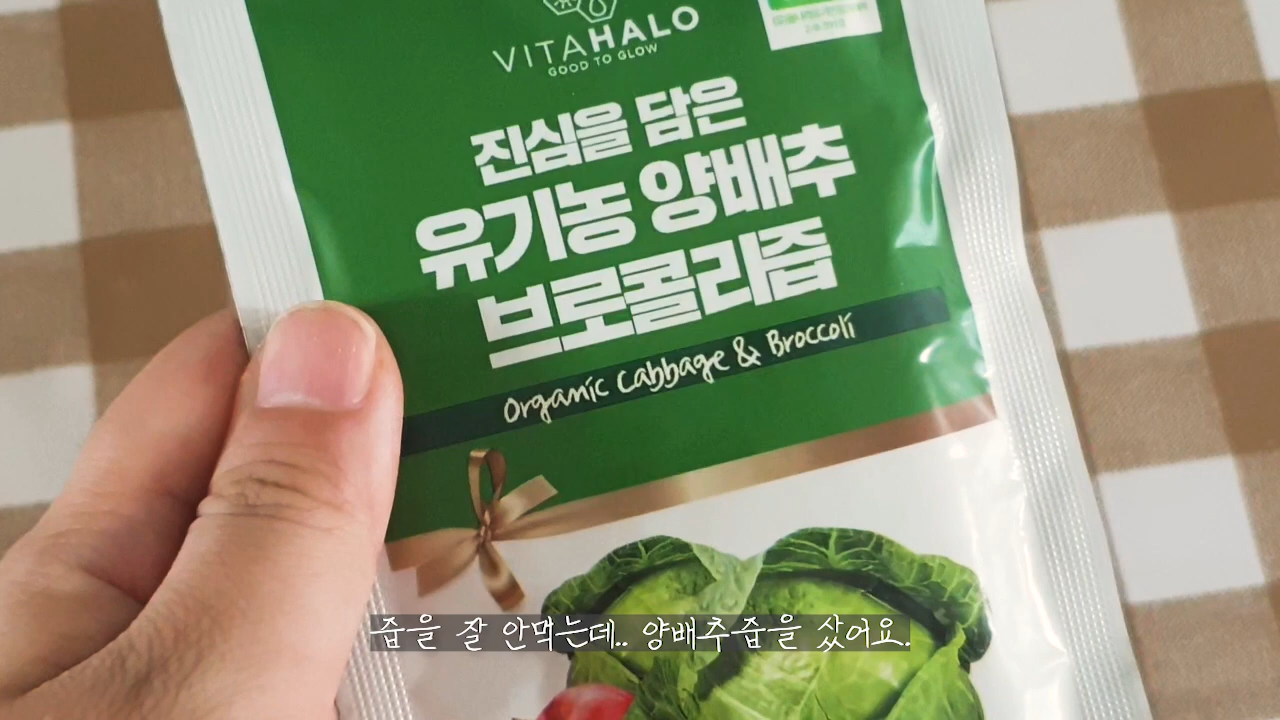 VITAHALO
GOOD TO GLOW
진심을 담은
유기농 양배추
브로콜리즙
Organic Cabbage & Broccoli
즙을 잘 안먹는데.. 양배추즙을 샀어요.